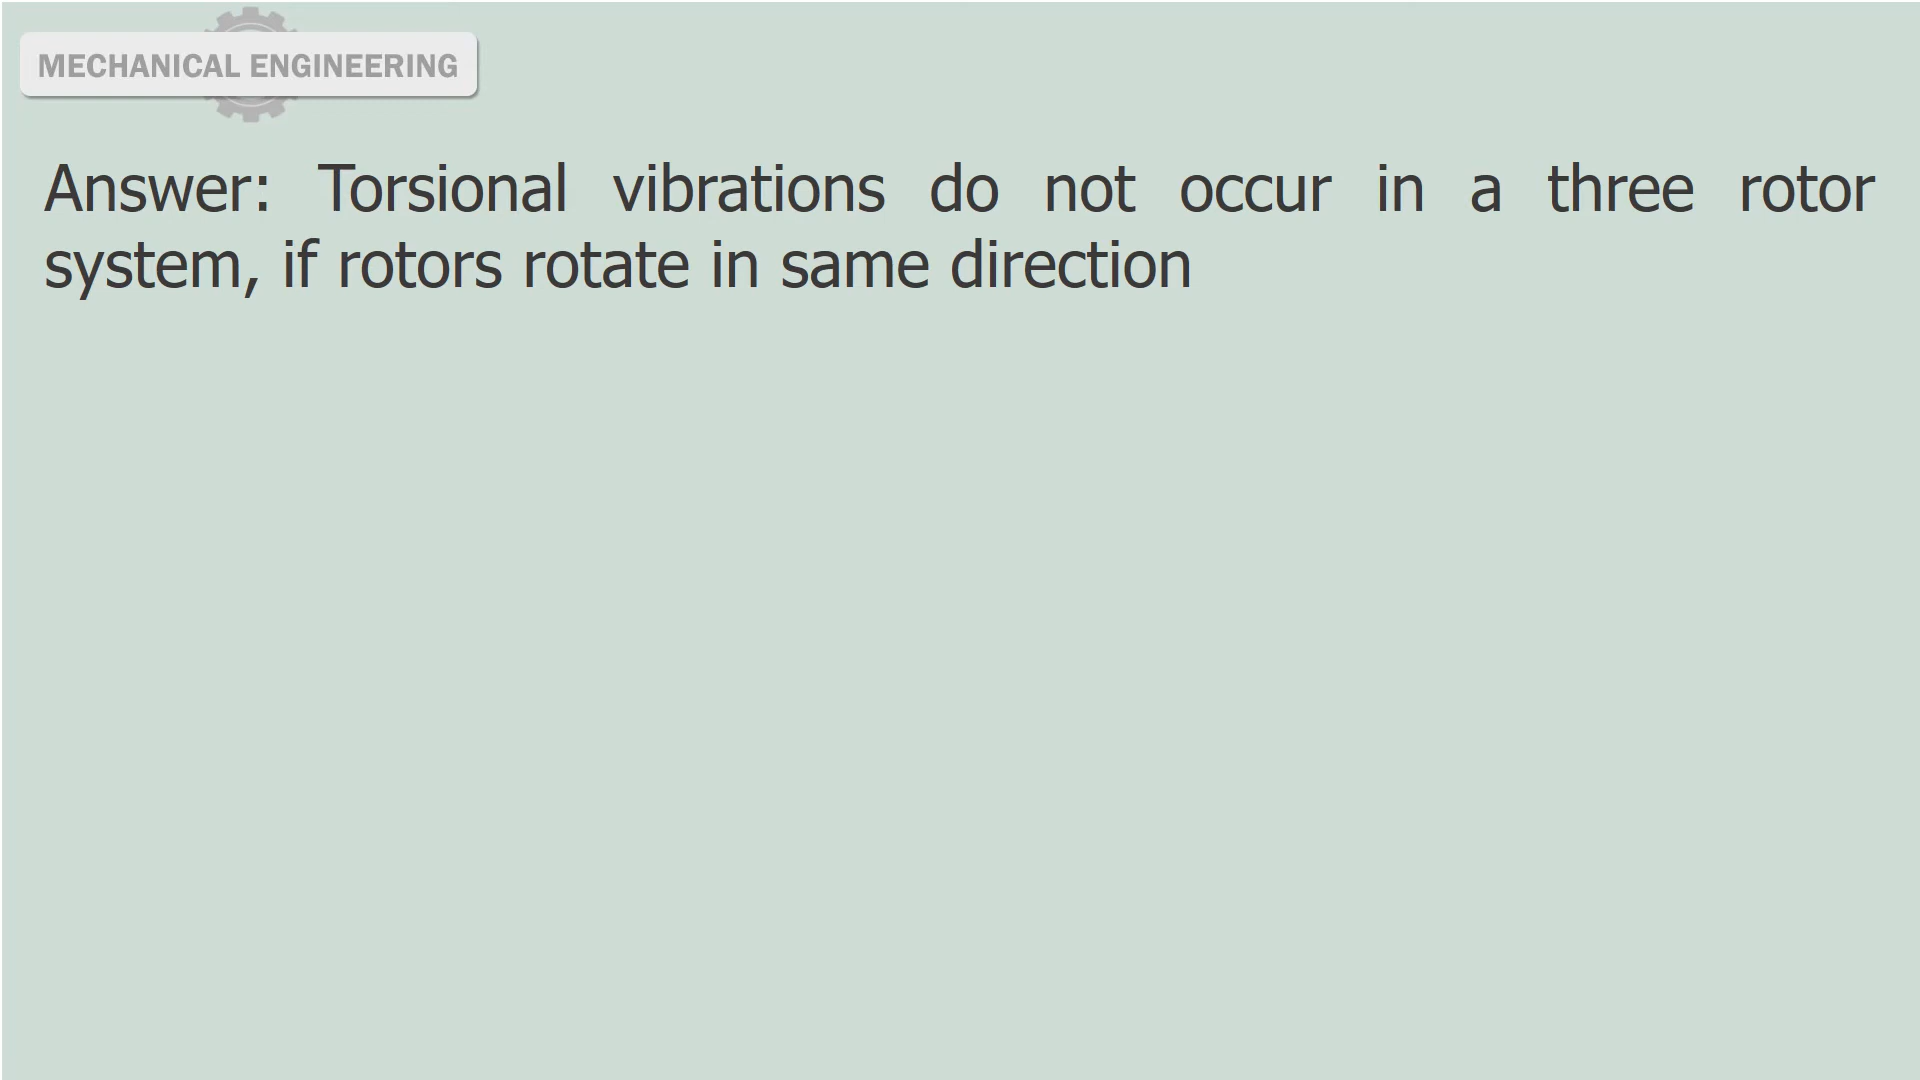 MECHANICAL ENGINEERING
Answer: Torsional vibrations do not occur in a three rotor
system, if rotors rotate in same direction